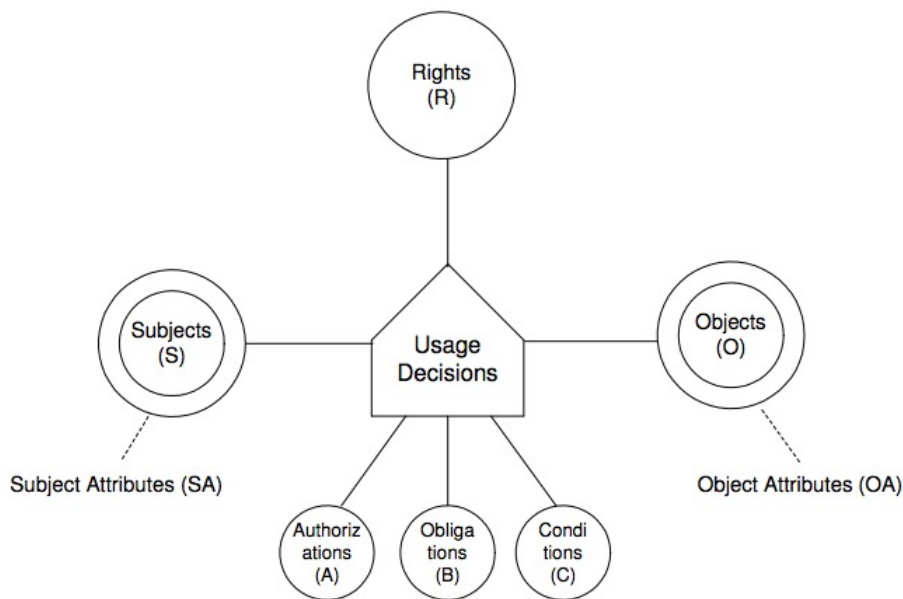 Rights
(R)
Subjects
(S)
Usage
Decisions
Objects
(O)
Subject Attributes (SA)
Object Attributes (OA)
Authoriz
ations
(A)
Obliga
tions
(B)
Condi
tions
(C)